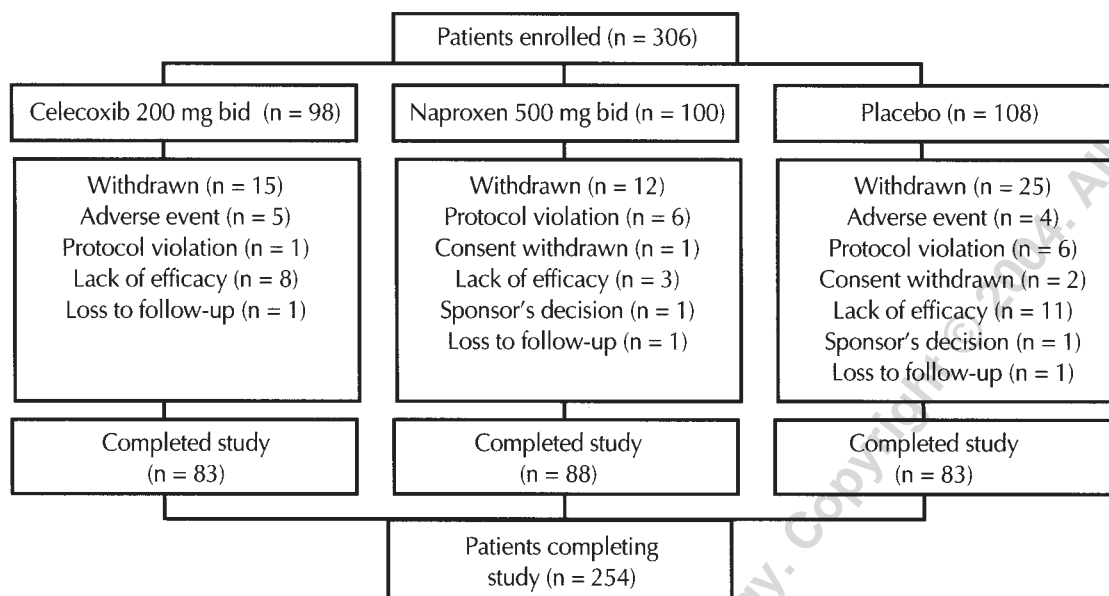 Patients enrolled (n = 306)
Celecoxib 200 mg bid (n = 98)
Naproxen 500 mg bid (n = 100)
Placebo (n = 108)
Withdrawn (n = 15)
Adverse event (n = 5)
Protocol violation (n = 1)
Lack of efficacy (n = 8)
Loss to follow-up (n = 1)
Withdrawn (n = 12)
Protocol violation (n = 6)
Consent withdrawn (n = 1)
Lack of efficacy (n = 3)
Sponsor's decision (n = 1)
Loss to follow-up (n = 1)
Withdrawn (n = 25)
Adverse event (n = 4)
Protocol violation (n = 6)
Consent withdrawn (n = 2)
Lack of efficacy (n = 11)
Sponsor's decision (n = 1)
Loss to follow-up (n = 1)
Completed study
(n = 83)
Completed study
(n = 88)
Completed study
(n = 83)
Patients completing
study (n = 254)
Copyright © 2004.